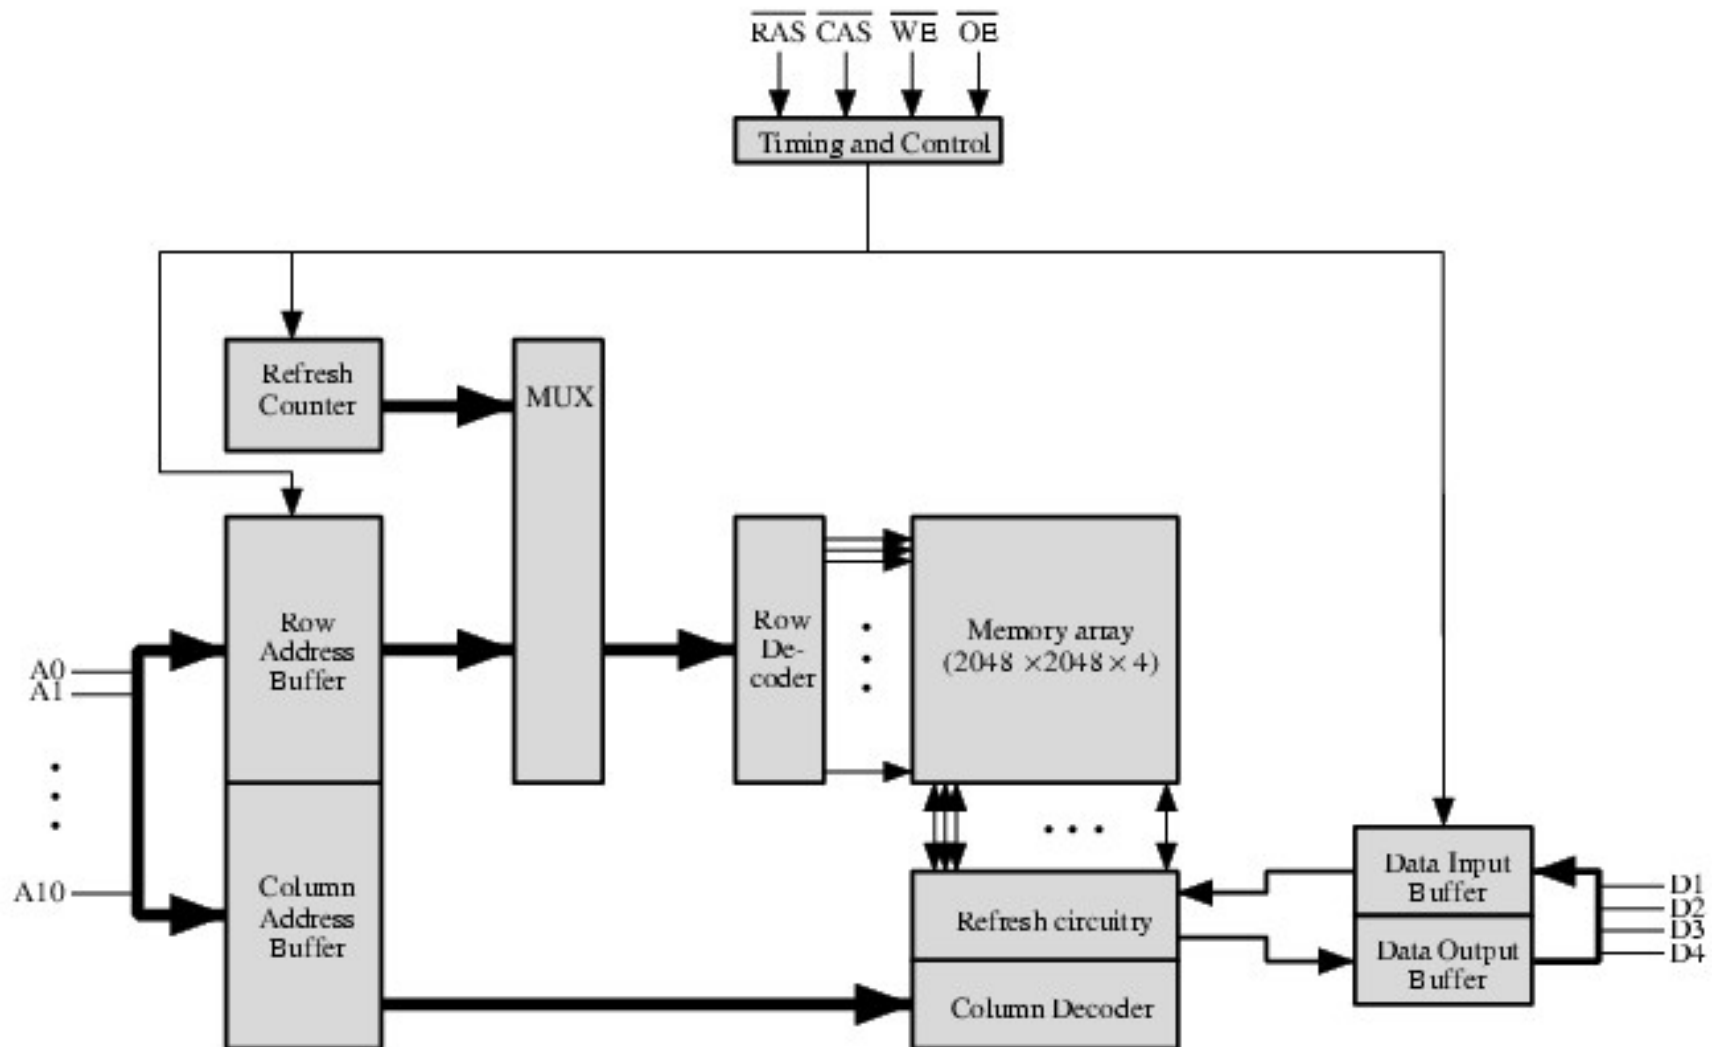 RAS CAS WE OE
Timing and Control
Refresh
Counter
MUX
Row
Address
Buffer
Row
De-
coder
Memory array
(2048 ×2048× 4)
A0
A1
A10
Column
Address
Buffer
Refresh circuitry
Column Decoder
Data Input
Buffer
Data Output
Buffer
D1
D2
D3
D4